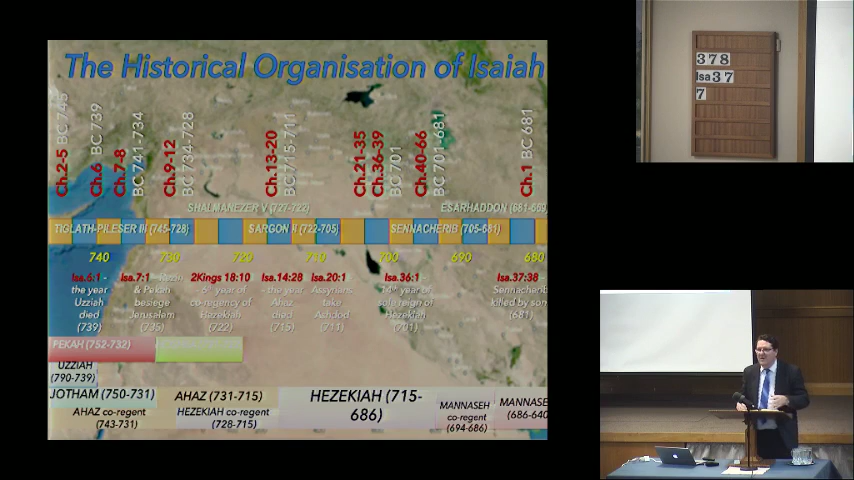 The Historical Organisation of Isaiah
Ch.2-5 BC 745
Ch.6 BC 739
Ch.7-8 BC 741-734
Ch.9-12 BC 734-728
Ch.13-20 BC 715-711
Ch.21-35
Ch.36-39 BC 701
Ch.40-66 BC 701-681
Ch.1 BC 681
SHALMANEZER V (727-722)
ESARHADDON (681-669
TIGLATH-PILESER III (745-728)
SARGON II (722-705)
SENNACHERIB (705-681)
740 730 720 710 700 690 680
Isa.6:1 -
the year
Uzziah
died
(739)
Isa.7:1 -
& Pekah
besiege
Jerusalem
(735)
2Kings 18:10
- 6th year of
co-regency of
Hezekiah
(722)
Isa.14:28
- the year
Ahaz
died
(715)
Isa.20:1
Assyrians
take
Ashdod
(711)
Isa.36:1 -
14th year of
sole reign of
Hezekiah
(701)
Isa.37:38 -
Sennacherib
killed by son
(681)
PEKAH (752-732)
UZZIAH
(790-739)
JOTHAM (750-731)
AHAZ (731-715)
HEZEKIAH (715-
686)
MANNASE
(686-640
AHAZ co-regent
(743-731)
HEZEKIAH co-regent
(728-715)
MANNASEH
co-regent
(694-686)
378
Isa 37
7